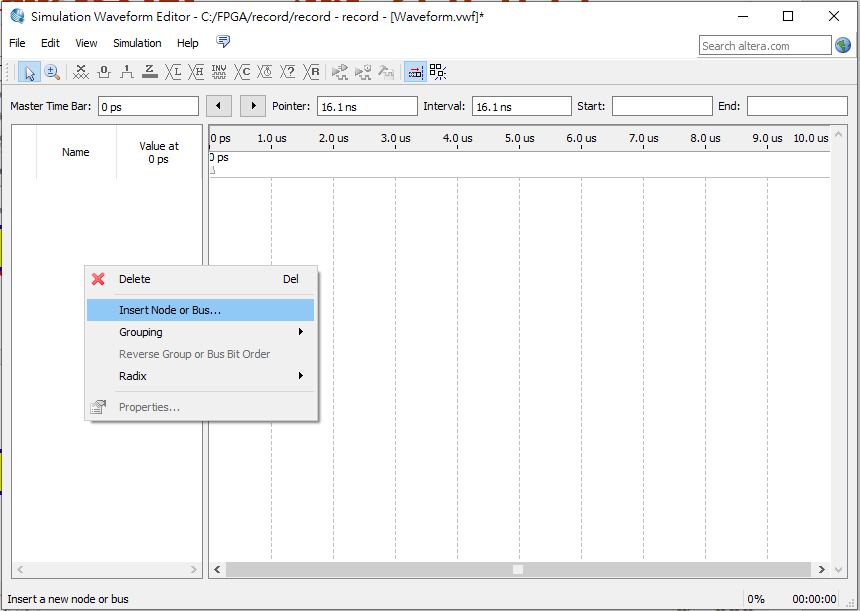 Simulation Waveform Editor - C:/FPGA/record/record - record - [Waveform.vwf]*
File Edit View Simulation Help
Search altera.com
Master Time Bar: 0 ps Pointer: 16.1 ns Interval: 16.1 ns Start: End:
Name
Value at
0 ps
0 ps 1.0 us 2.0 us 3.0 us 4.0 us 5.0 us 6.0 us 7.0 us 8.0 us 9.0 us 10.0 us
0 ps
Delete Del
Insert Node or Bus...
Grouping
Reverse Group or Bus Bit Order
Radix
Properties...
Insert a new node or bus
0% 00:00:00